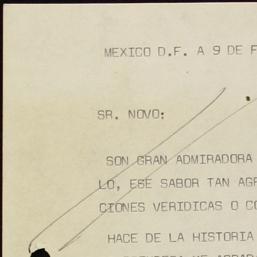 MEXICO D.F. A 9 DE F
SR. NOVO:
SON GRAN ADMIRADORA
LO, ESE SABOR TAN AGR
CIONES VERIDICAS O CO
HACE DE LA HISTORIA